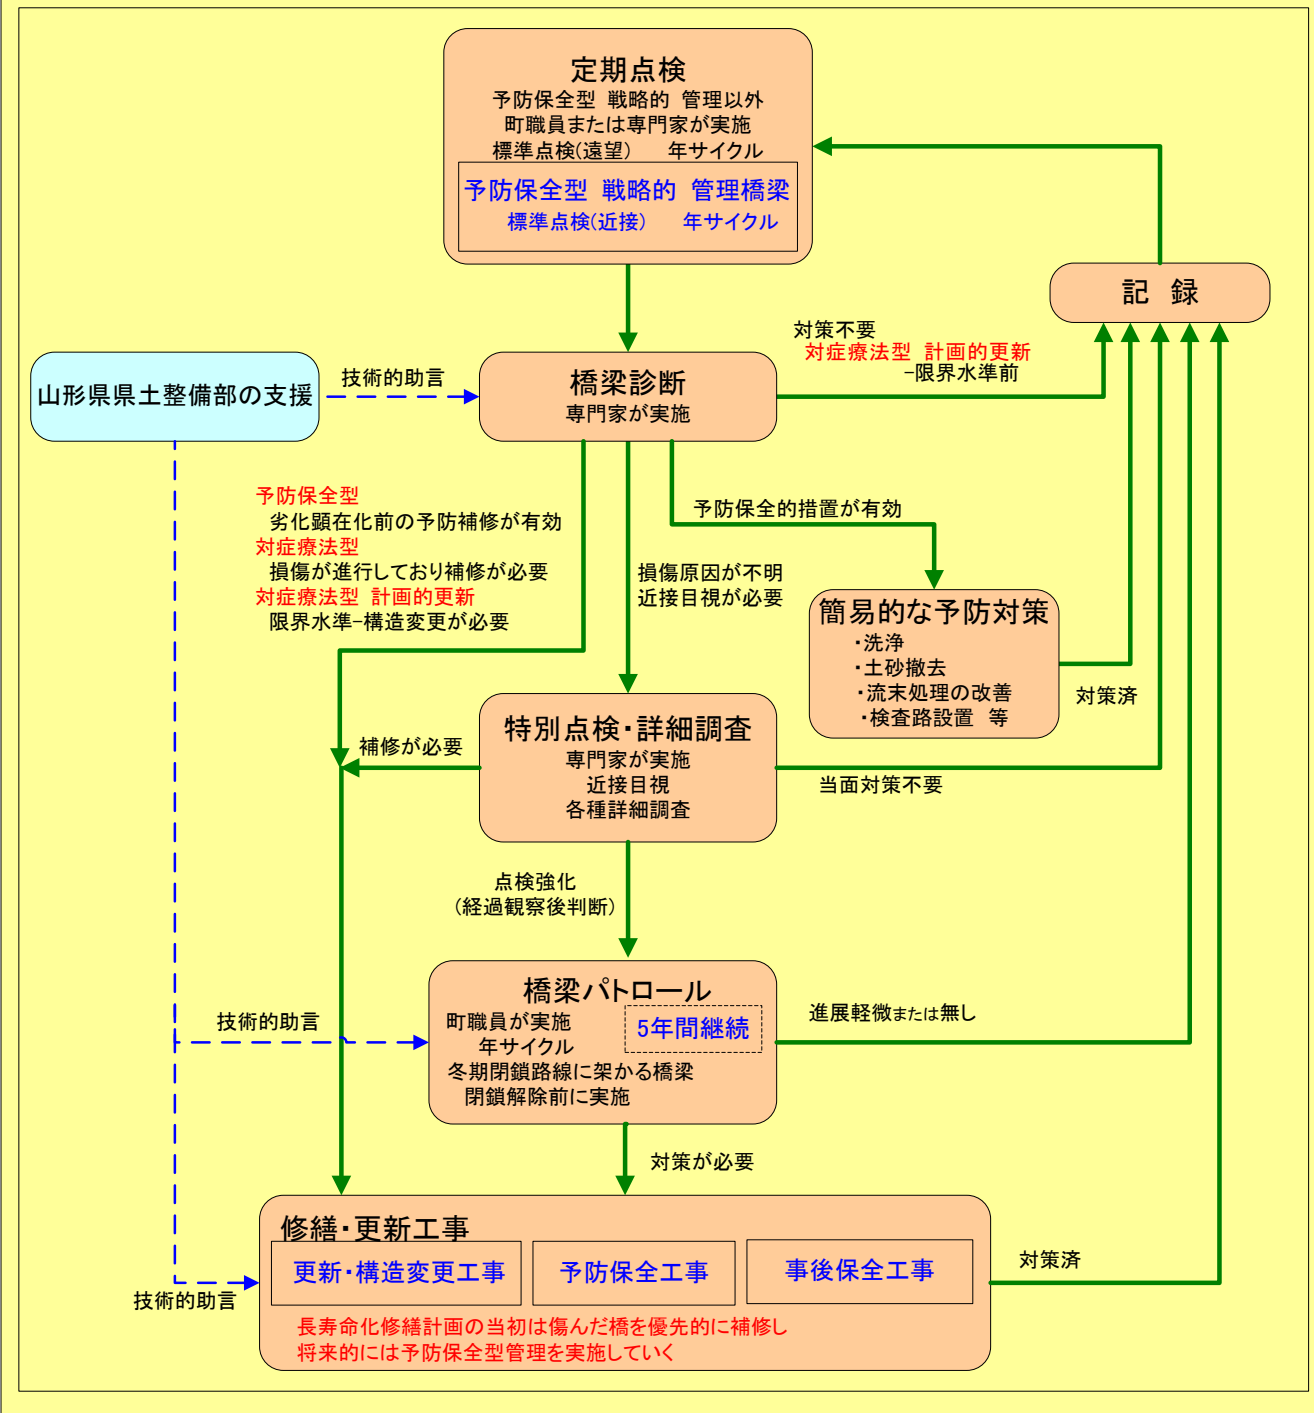 定期点検
予防保全型 戦略的 管理以外
町職員または専門家が実施
標準点検(遠望) 年サイクル
予防保全型 戦略的 管理橋梁
標準点検(近接) 年サイクル
記 録
対策不要
対症療法型 計画的更新
-限界水準前
山形県県土整備部の支援
技術的助言
橋梁診断
専門家が実施
予防保全型
劣化顕在化前の予防補修が有効
対症療法型
損傷が進行しており補修が必要
対症療法型 計画的更新
限界水準-構造変更が必要
損傷原因が不明
近接目視が必要
予防保全的措置が有効
簡易的な予防対策
・洗浄
・土砂撤去
・流末処理の改善
・検査路設置 等
対策済
補修が必要
特別点検・詳細調査
専門家が実施
近接目視
各種詳細調査
当面対策不要
点検強化
(経過観察後判断)
橋梁パトロール
町職員が実施
年サイクル
5年間継続
冬期閉鎖路線に架かる橋梁
閉鎖解除前に実施
技術的助言
進展軽微または無し
対策が必要
修繕・更新工事
更新・構造変更工事
予防保全工事
事後保全工事
長寿命化修繕計画の当初は傷んだ橋を優先的に補修し
将来的には予防保全型管理を実施していく
技術的助言
対策済